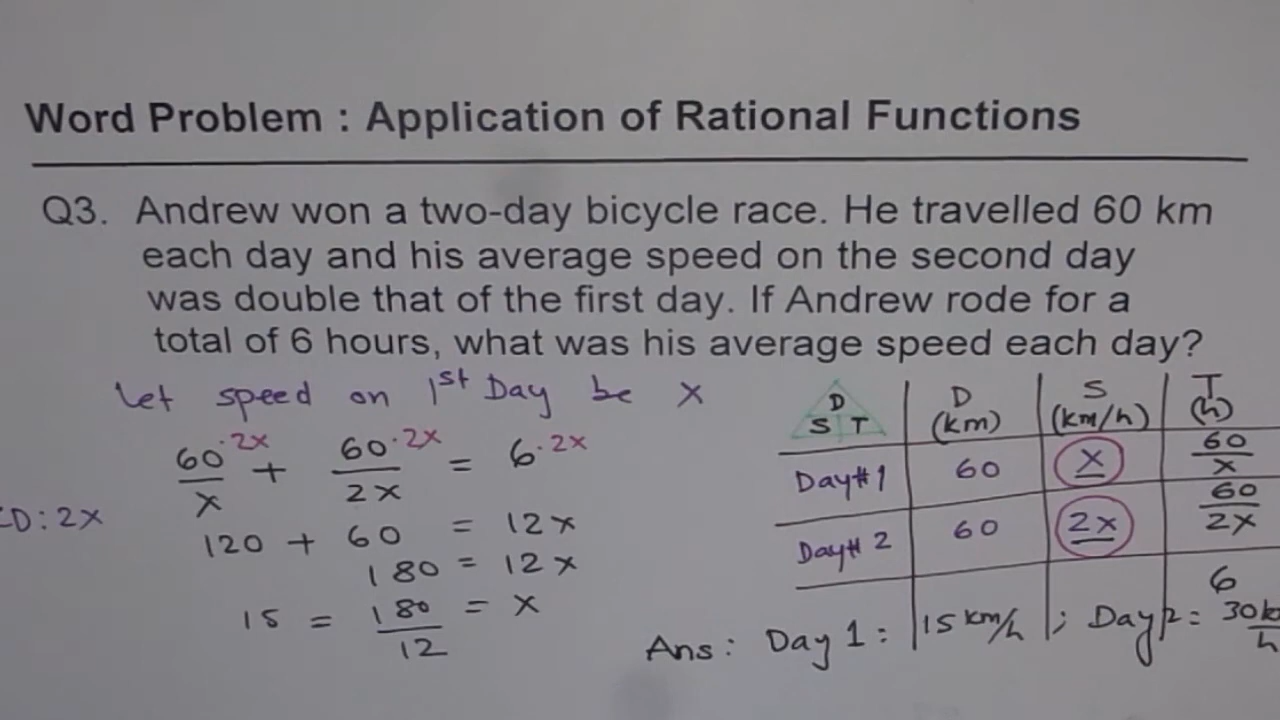 Word Problem : Application of Rational Functions
Q3. Andrew won a two-day bicycle race. He travelled 60 km
each day and his average speed on the second day
was double that of the first day. If Andrew rode for a
total of 6 hours, what was his average speed each day?
Let speed on 1st Day be x
60·2x/x + 60·2x/2x = 6·2x
CD: 2x
120 + 60 = 12x
180 = 12x
15 = 180/12 = x
D S T D (km) S (km/h) T (h)
Day#1 60 x 60/x
Day# 2 60 2x 60/2x
6
Ans: Day 1: 15 km/h ; Day 2 = 30k/h